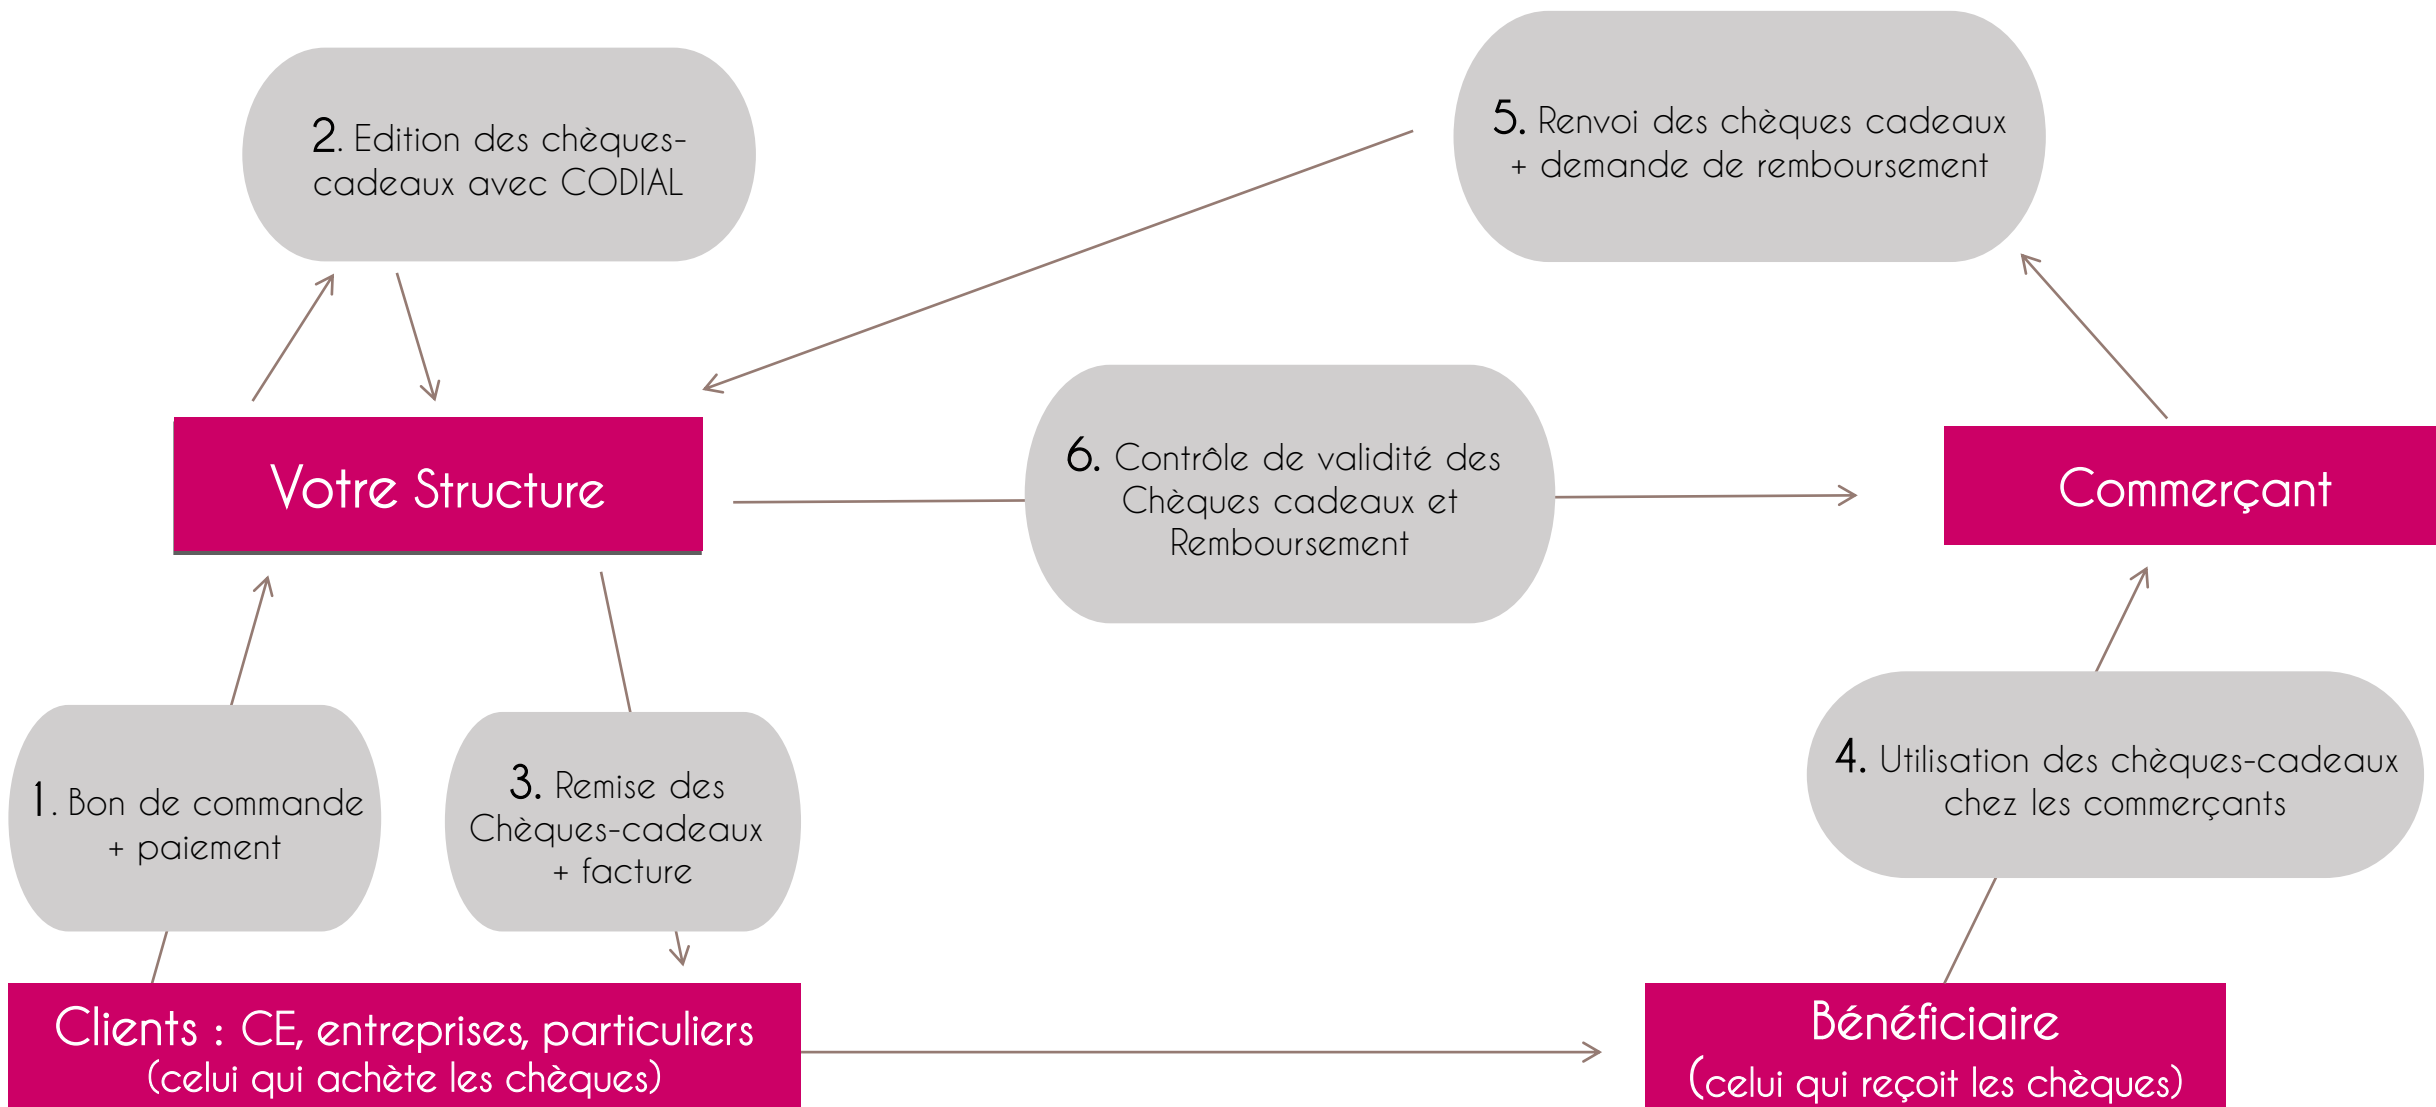 2. Edition des chèques-
cadeaux avec CODIAL
5. Renvoi des chèques cadeaux
+ demande de remboursement
Votre Structure
6. Contrôle de validité des
Chèques cadeaux et
Remboursement
Commerçant
1. Bon de commande
+ paiement
3. Remise des
Chèques-cadeaux
+ facture
4. Utilisation des chèques-cadeaux
chez les commerçants
Clients : CE, entreprises, particuliers
(celui qui achète les chèques)
Bénéficiaire
(celui qui reçoit les chèques)